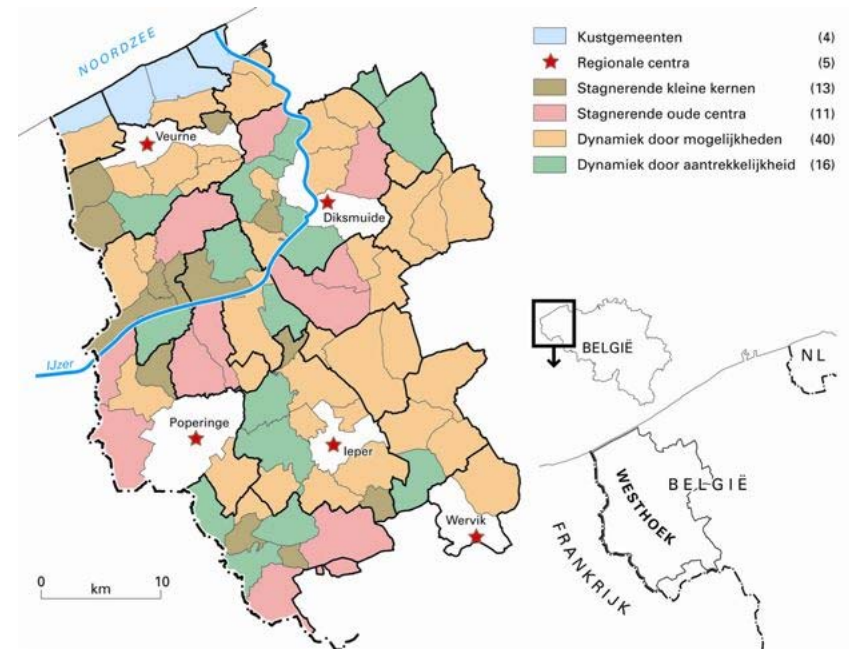 NOORDZEE
Kustgemeenten (4)
Regionale centra (5)
Stagnerende kleine kernen (13)
Stagnerende oude centra (11)
Dynamiek door mogelijkheden (40)
Dynamiek door aantrekkelijkheid (16)
Veurne
Diksmuide
IJzer
Poperinge
Ieper
Wervik
0 10
km
BELGIË
NL
BELGIË
WESTHOEK
FRANKRIJK